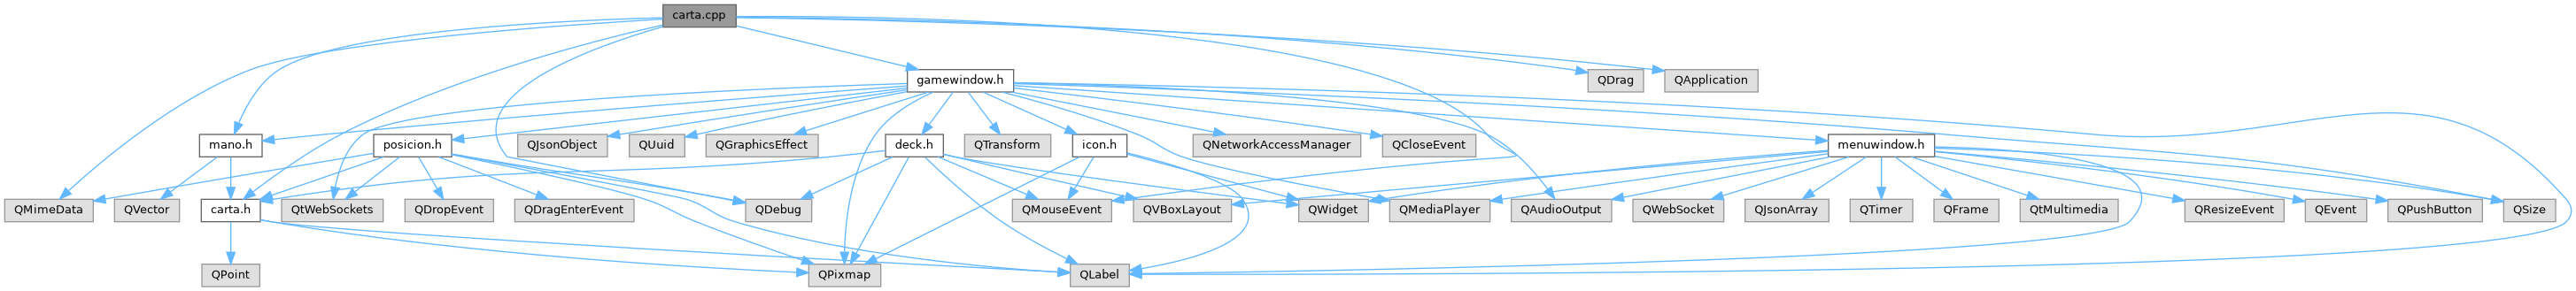 carta.cpp
gamewindow.h
QDrag
QApplication
mano.h
posicion.h
QJsonObject
QUuid
QGraphicsEffect
deck.h
QTransform
icon.h
QNetworkAccessManager
QCloseEvent
menuwindow.h
QMimeData
QVector
carta.h
QtWebSockets
QDropEvent
QDragEnterEvent
QDebug
QMouseEvent
QVBoxLayout
QWidget
QMediaPlayer
QAudioOutput
QWebSocket
QJsonArray
QTimer
QFrame
QtMultimedia
QResizeEvent
QEvent
QPushButton
QSize
QPoint
QPixmap
QLabel